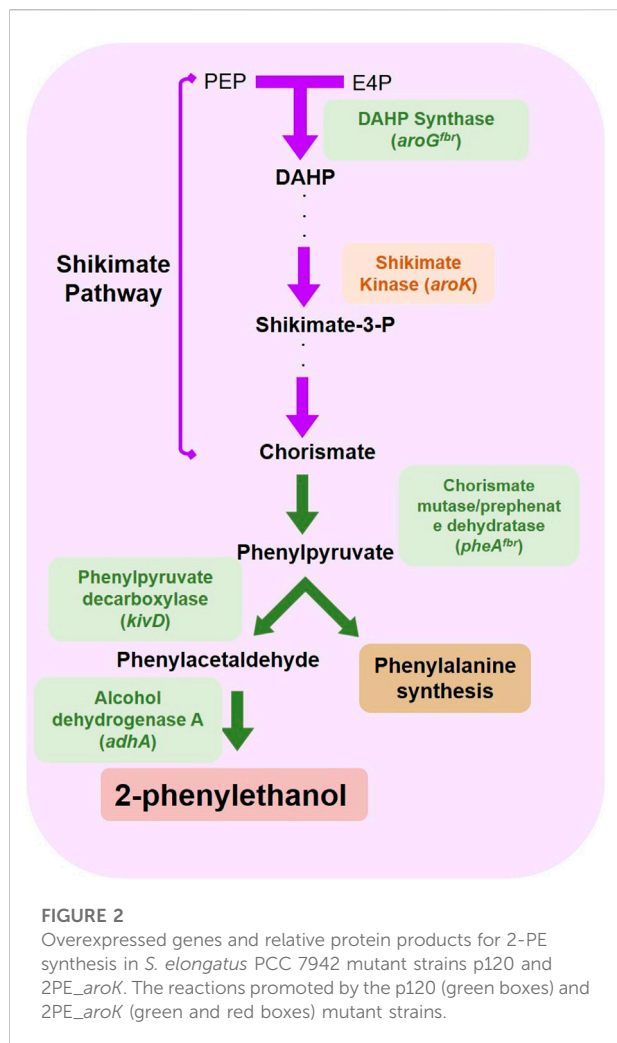 PEP E4P
DAHP Synthase
(aroGfbr)
DAHP
Shikimate
Pathway
Shikimate
Kinase (aroK)
Shikimate-3-P
Chorismate
Chorismate
mutase/prephenat
e dehydratase
(pheAfbr)
Phenylpyruvate
Phenylpyruvate
decarboxylase
(kivD)
Phenylacetaldehyde
Phenylalanine
synthesis
Alcohol
dehydrogenase A
(adhA)
2-phenylethanol
FIGURE 2
Overexpressed genes and relative protein products for 2-PE
synthesis in S. elongatus PCC 7942 mutant strains p120 and
2PE_aroK. The reactions promoted by the p120 (green boxes) and
2PE_aroK (green and red boxes) mutant strains.